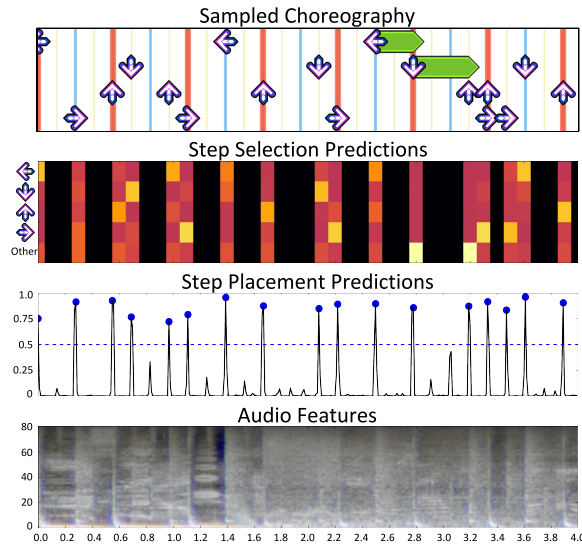 Sampled Choreography
Step Selection Predictions
Other
Step Placement Predictions
1.0
0.75
0.5
0.25
0
Audio Features
80
60
40
20
0
0.0 0.2 0.4 0.6 0.8 1.0 1.2 1.4 1.6 1.8 2.0 2.2 2.4 2.6 2.8 3.0 3.2 3.4 3.6 3.8 4.0